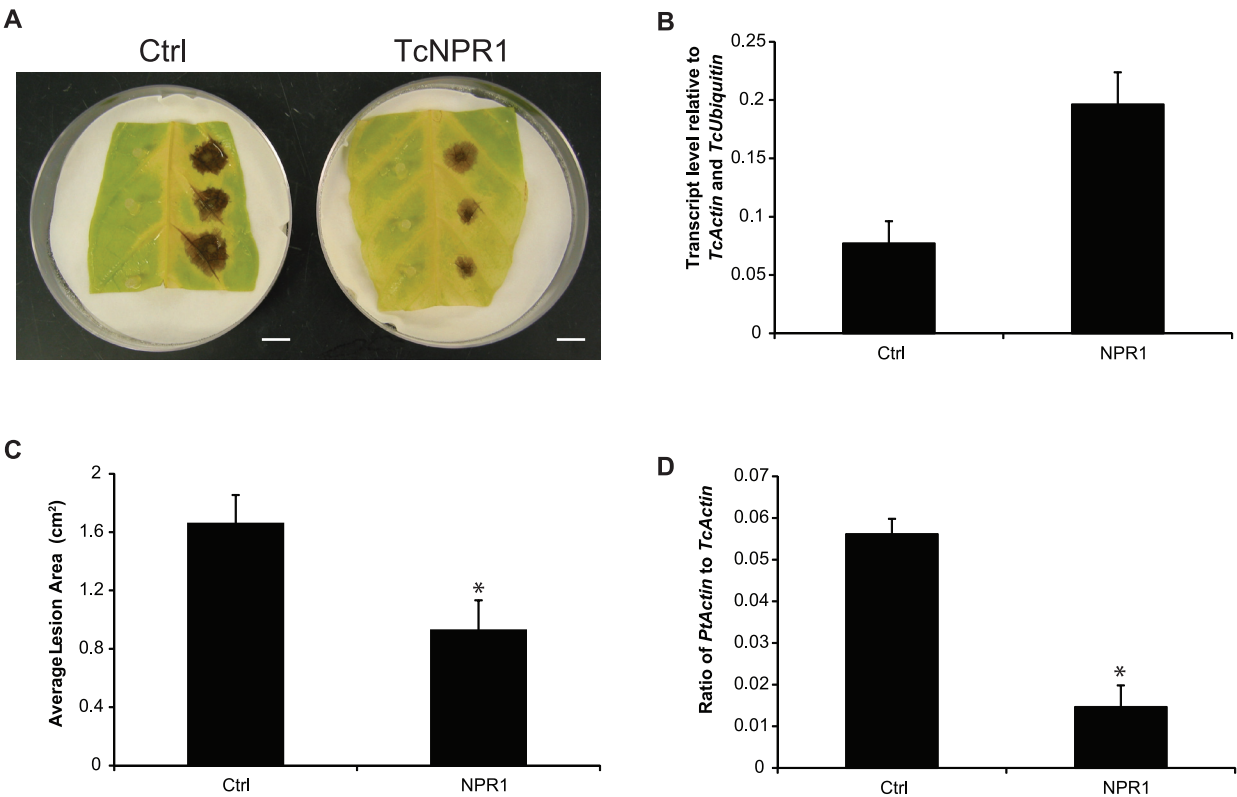 A
Ctrl
TcNPR1
B
Transcript level relative to
TcActin and TcUbiquitin
0.25
0.2
0.15
0.1
0.05
0
Ctrl
NPR1
C
Average Lesion Area (cm²)
2
1.6
1.2
0.8
0.4
0
*
Ctrl
NPR1
D
Ratio of PtActin to TcActin
0.07
0.06
0.05
0.04
0.03
0.02
0.01
0
*
Ctrl
NPR1